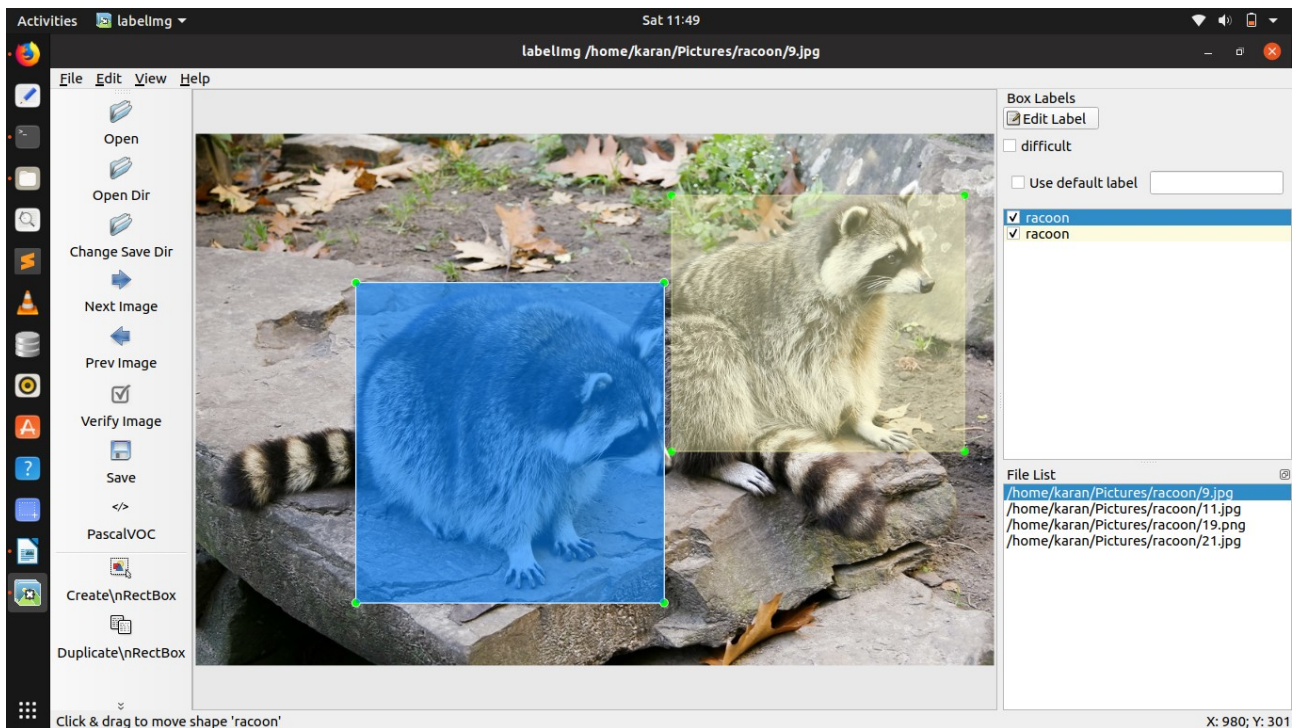 Activities labelImg Sat 11:49
labelImg /home/karan/Pictures/racoon/9.jpg
File Edit View Help
Open
Open Dir
Change Save Dir
Next Image
Prev Image
Verify Image
Save
</>
PascalVOC
Create\nRectBox
Duplicate\nRectBox
Box Labels
Edit Label
difficult
Use default label
racoon
racoon
File List
/home/karan/Pictures/racoon/9.jpg
/home/karan/Pictures/racoon/11.jpg
/home/karan/Pictures/racoon/19.png
/home/karan/Pictures/racoon/21.jpg
Click & drag to move shape 'racoon' X: 980; Y: 301